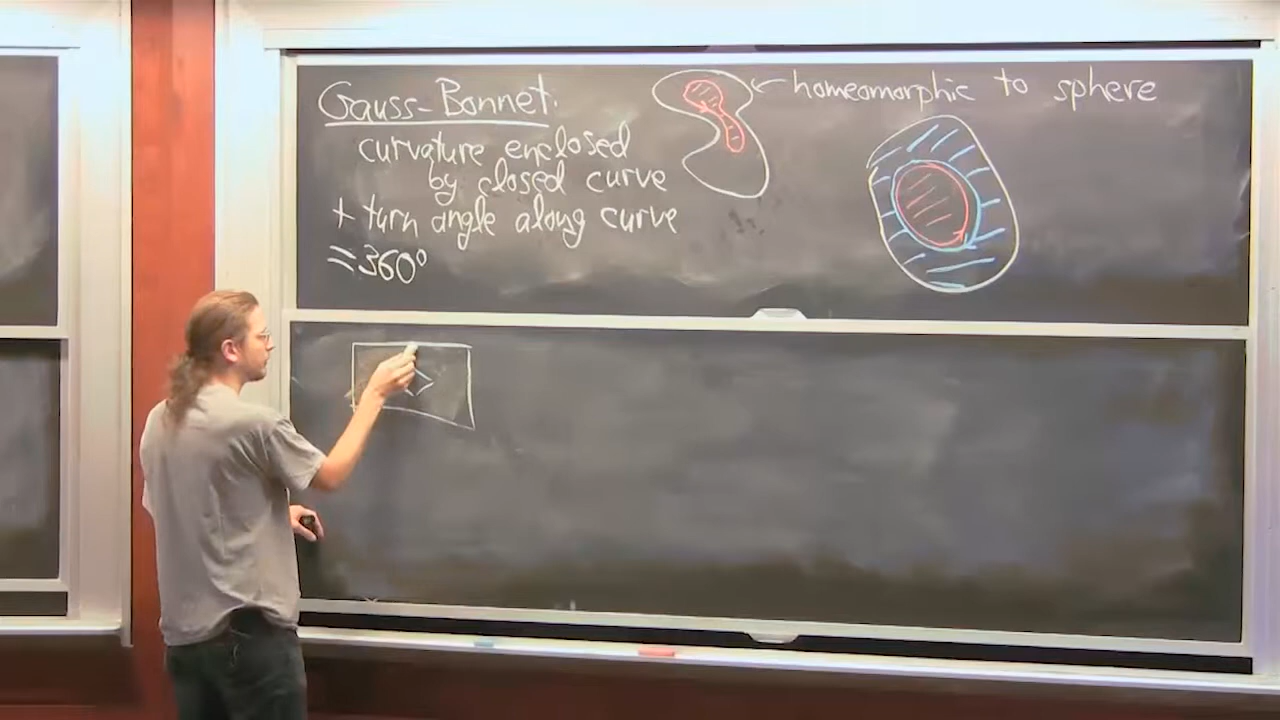 Gauss-Bonnet:
curvature enclosed
by closed curve
+ turn angle along curve
= 360°
homeomorphic to sphere